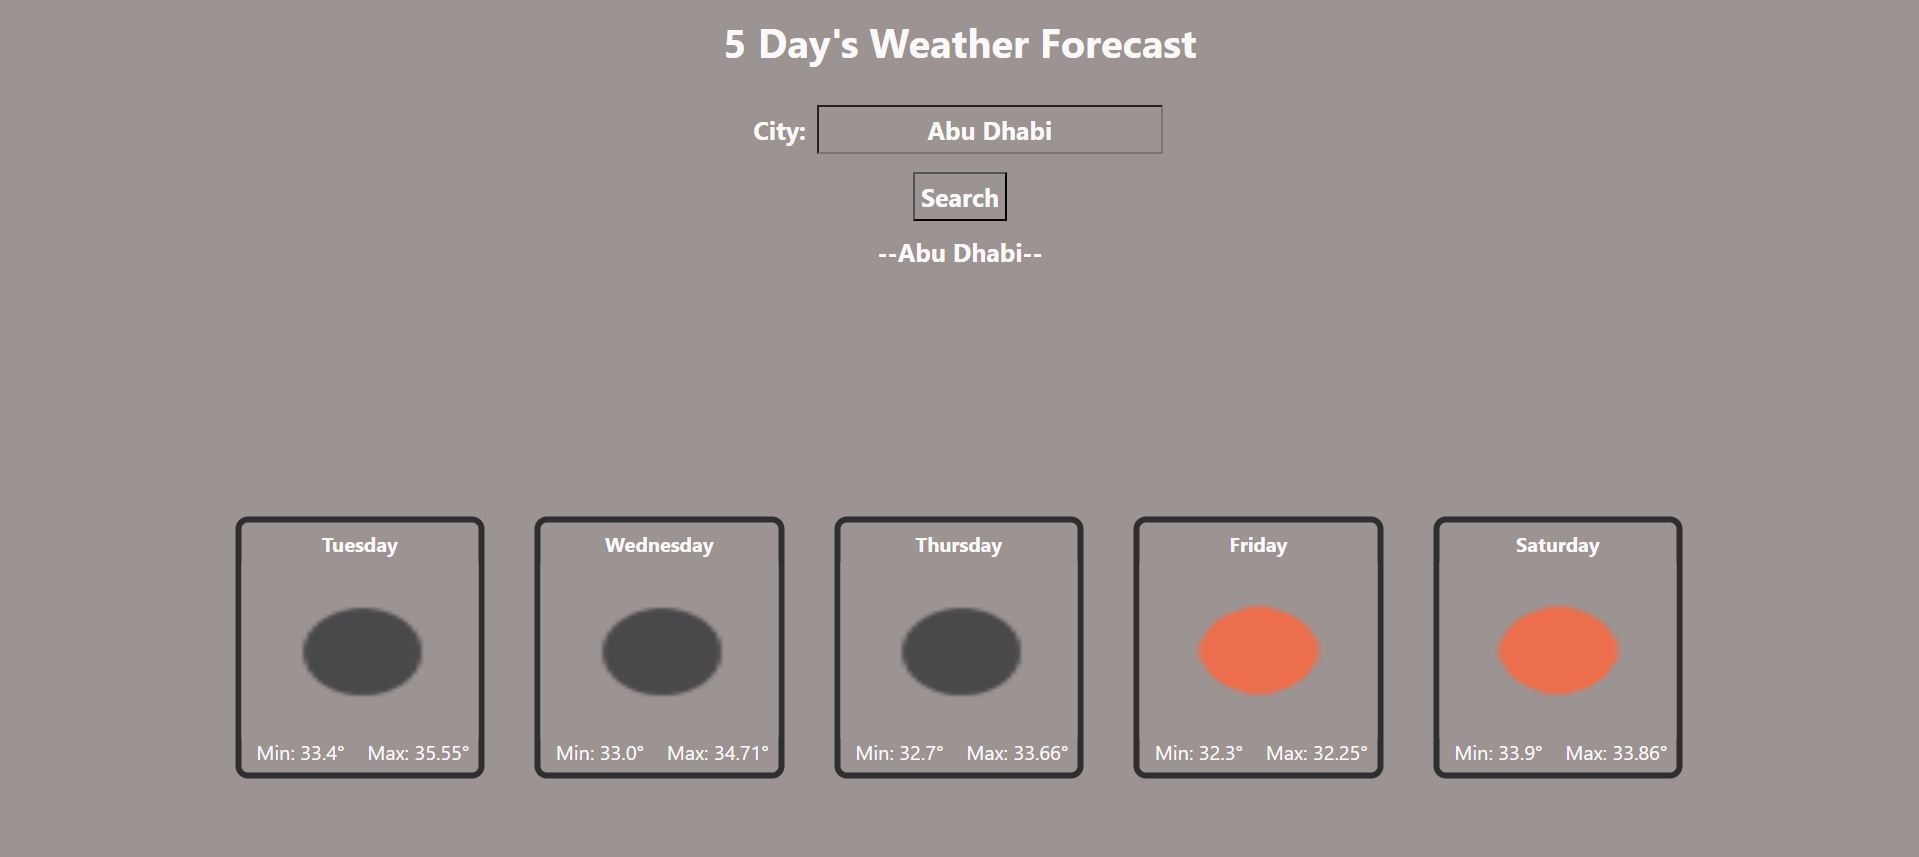 5 Day's Weather Forecast
City: Abu Dhabi
Search
--Abu Dhabi--
Tuesday
Min: 33.4° Max: 35.55°
Wednesday
Min: 33.0° Max: 34.71°
Thursday
Min: 32.7° Max: 33.66°
Friday
Min: 32.3° Max: 32.25°
Saturday
Min: 33.9° Max: 33.86°